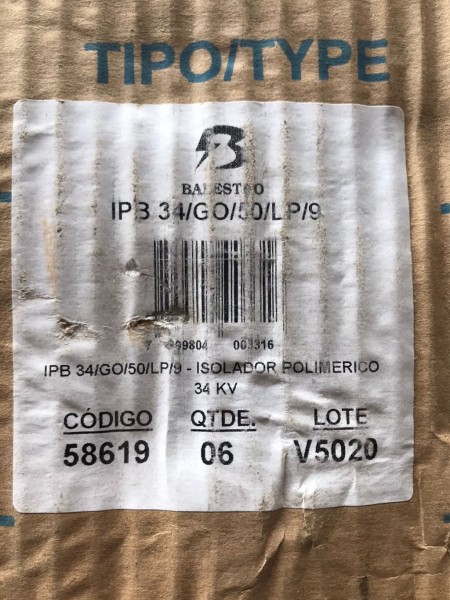 TIPO/TYPE
BALESTRO
IPB 34/GO/50/LP/9
003316
IPB 34/GO/50/LP/9 - ISOLADOR POLIMERICO
34 KV
CÓDIGO QTDE. LOTE
58619 06 V5020